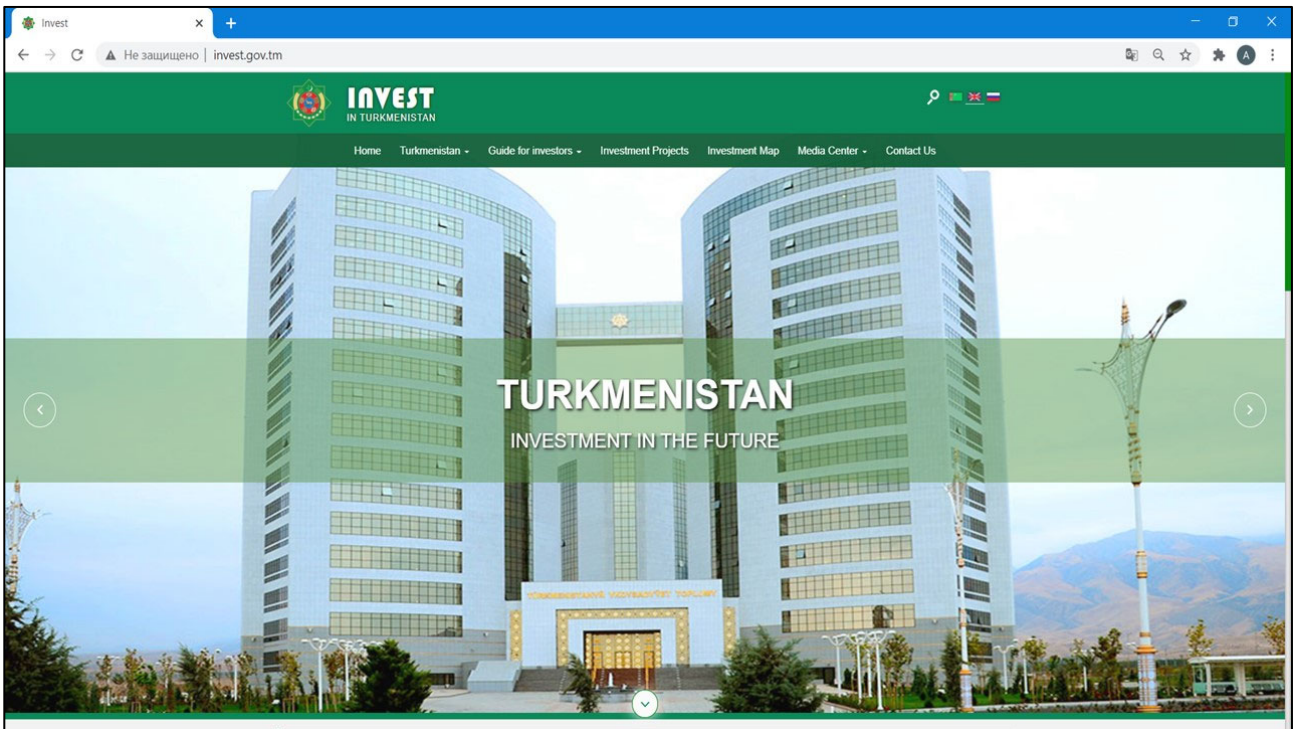 Invest
Не защищено | invest.gov.tm
A
INVEST
IN TURKMENISTAN
Home Turkmenistan Guide for investors Investment Projects Investment Map Media Center Contact Us
TURKMENISTAN
INVESTMENT IN THE FUTURE